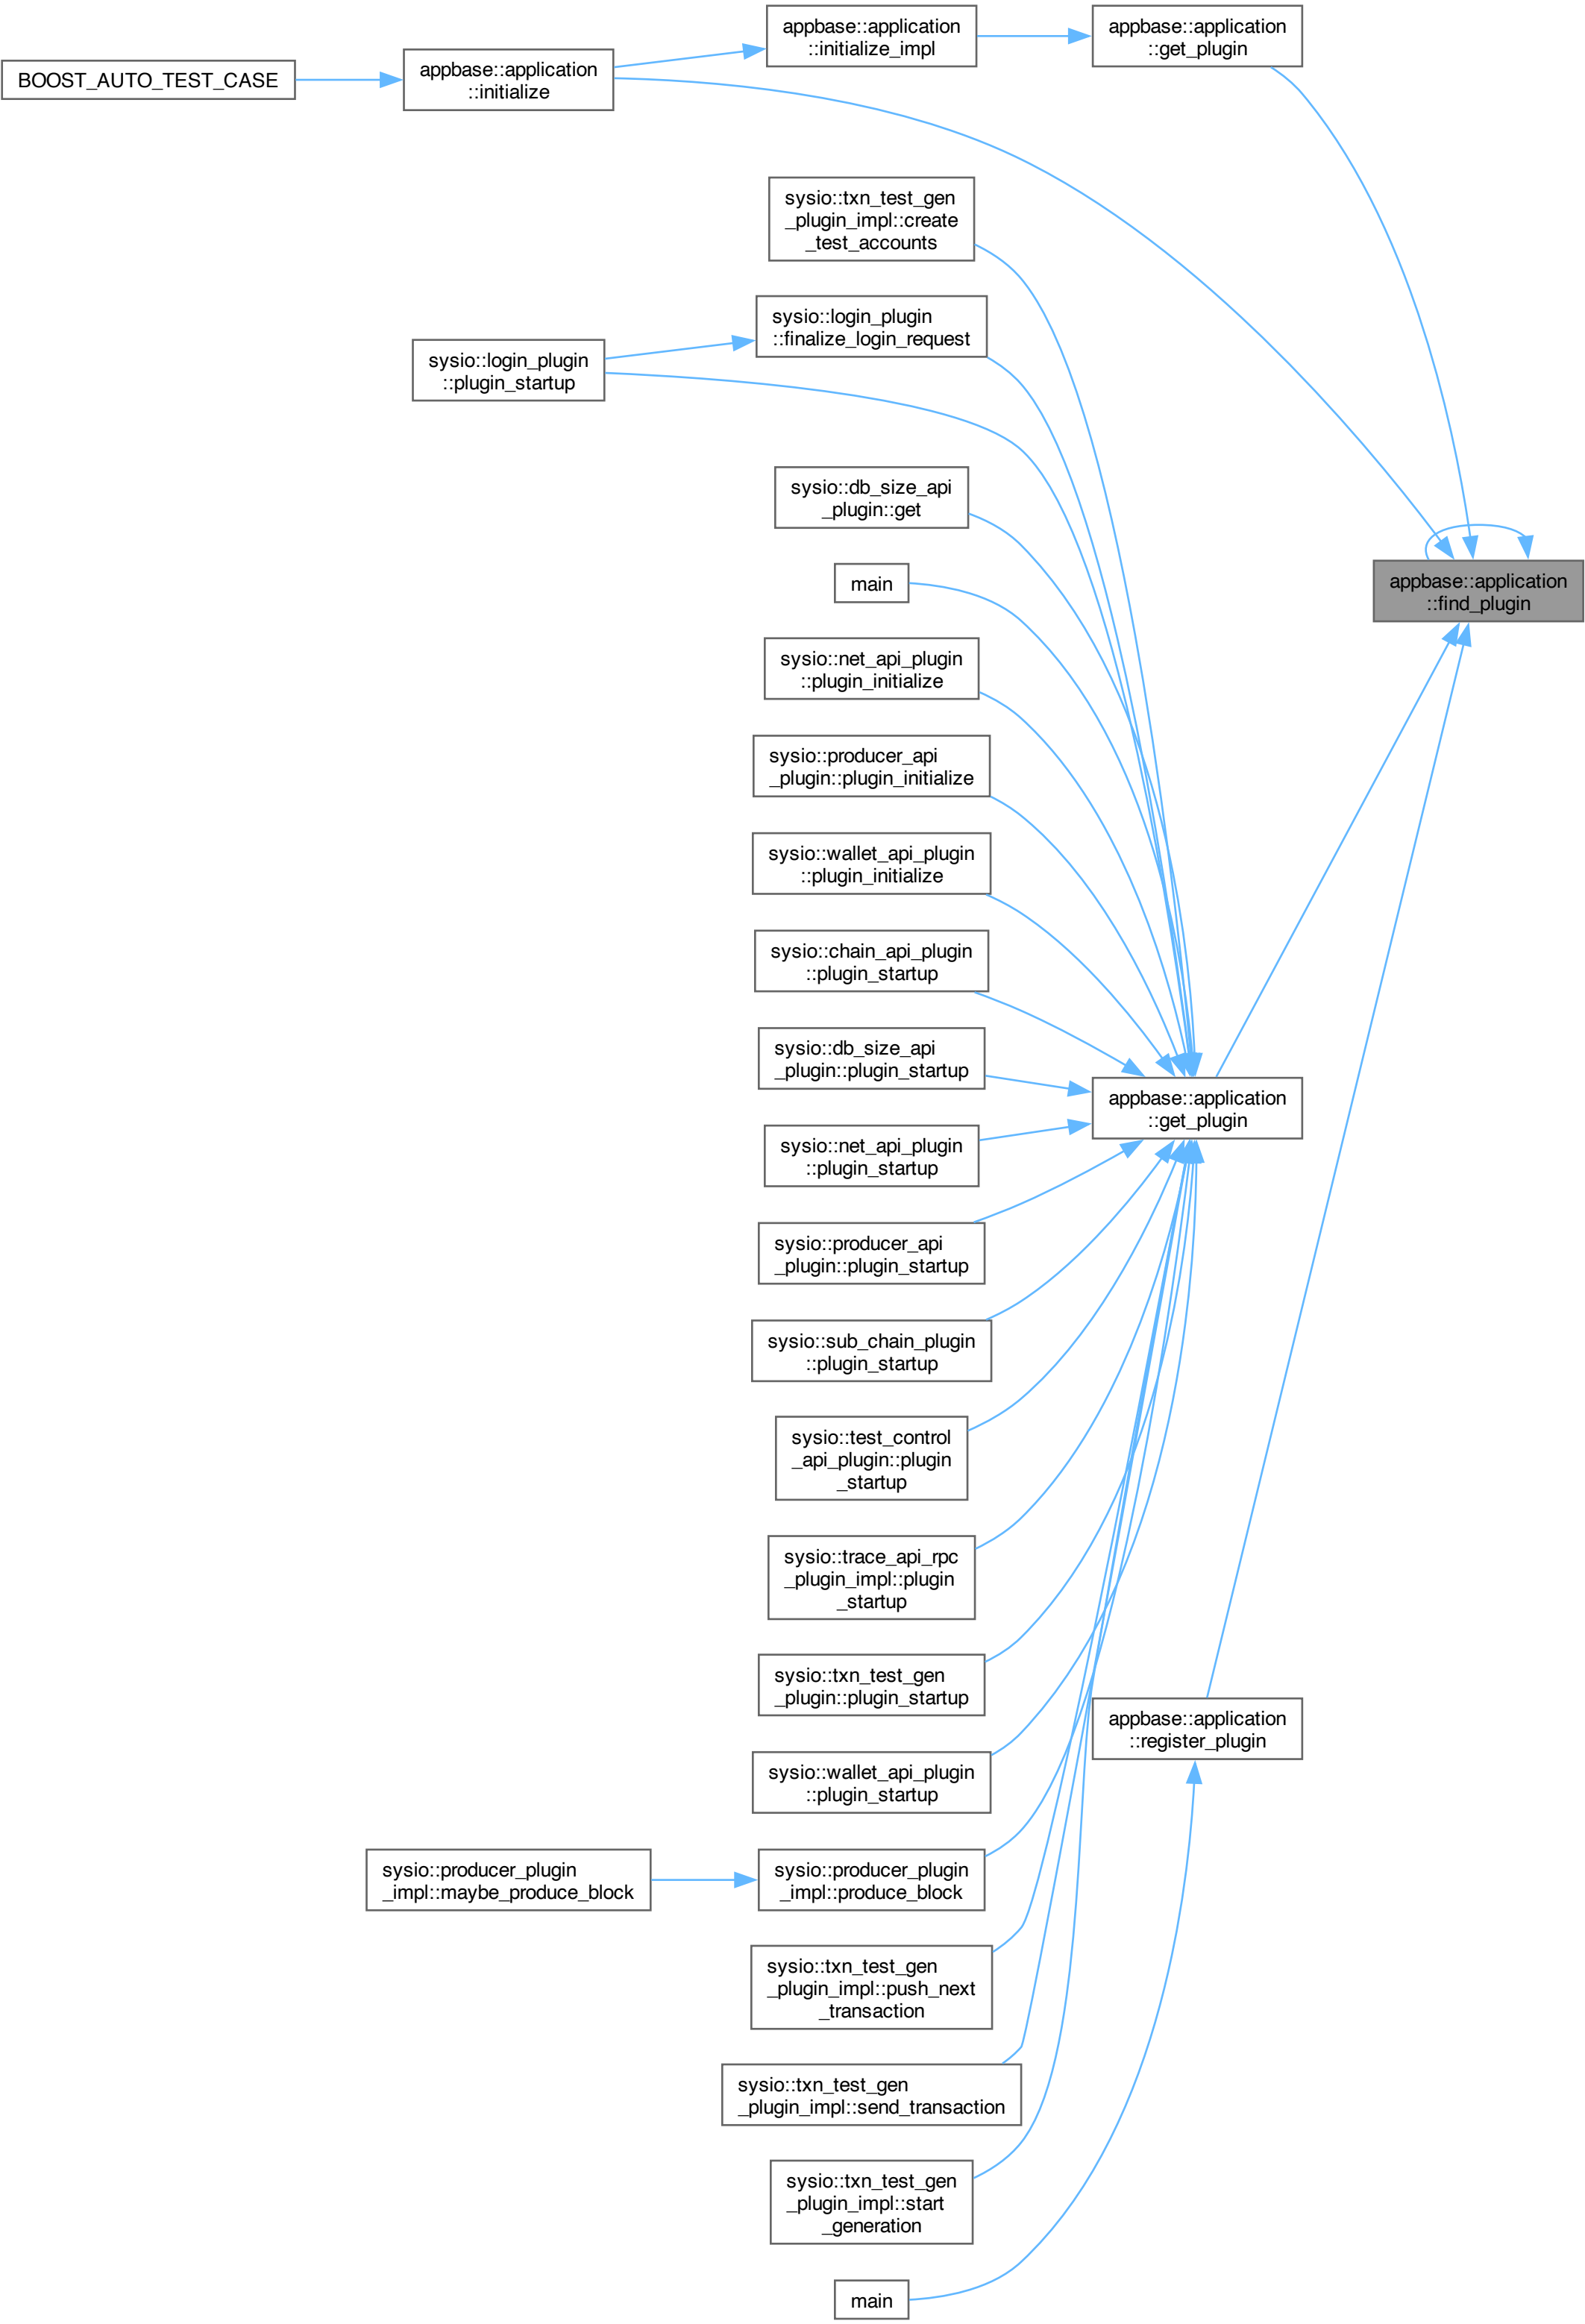 appbase::application
::initialize_impl
appbase::application
::get_plugin
BOOST_AUTO_TEST_CASE
appbase::application
::initialize
sysio::txn_test_gen
_plugin_impl::create
_test_accounts
sysio::login_plugin
::finalize_login_request
sysio::login_plugin
::plugin_startup
sysio::db_size_api
_plugin::get
main
appbase::application
::find_plugin
sysio::net_api_plugin
::plugin_initialize
sysio::producer_api
_plugin::plugin_initialize
sysio::wallet_api_plugin
::plugin_initialize
sysio::chain_api_plugin
::plugin_startup
sysio::db_size_api
_plugin::plugin_startup
appbase::application
::get_plugin
sysio::net_api_plugin
::plugin_startup
sysio::producer_api
_plugin::plugin_startup
sysio::sub_chain_plugin
::plugin_startup
sysio::test_control
_api_plugin::plugin
_startup
sysio::trace_api_rpc
_plugin_impl::plugin
_startup
sysio::txn_test_gen
_plugin::plugin_startup
appbase::application
::register_plugin
sysio::wallet_api_plugin
::plugin_startup
sysio::producer_plugin
_impl::maybe_produce_block
sysio::producer_plugin
_impl::produce_block
sysio::txn_test_gen
_plugin_impl::push_next
_transaction
sysio::txn_test_gen
_plugin_impl::send_transaction
sysio::txn_test_gen
_plugin_impl::start
_generation
main